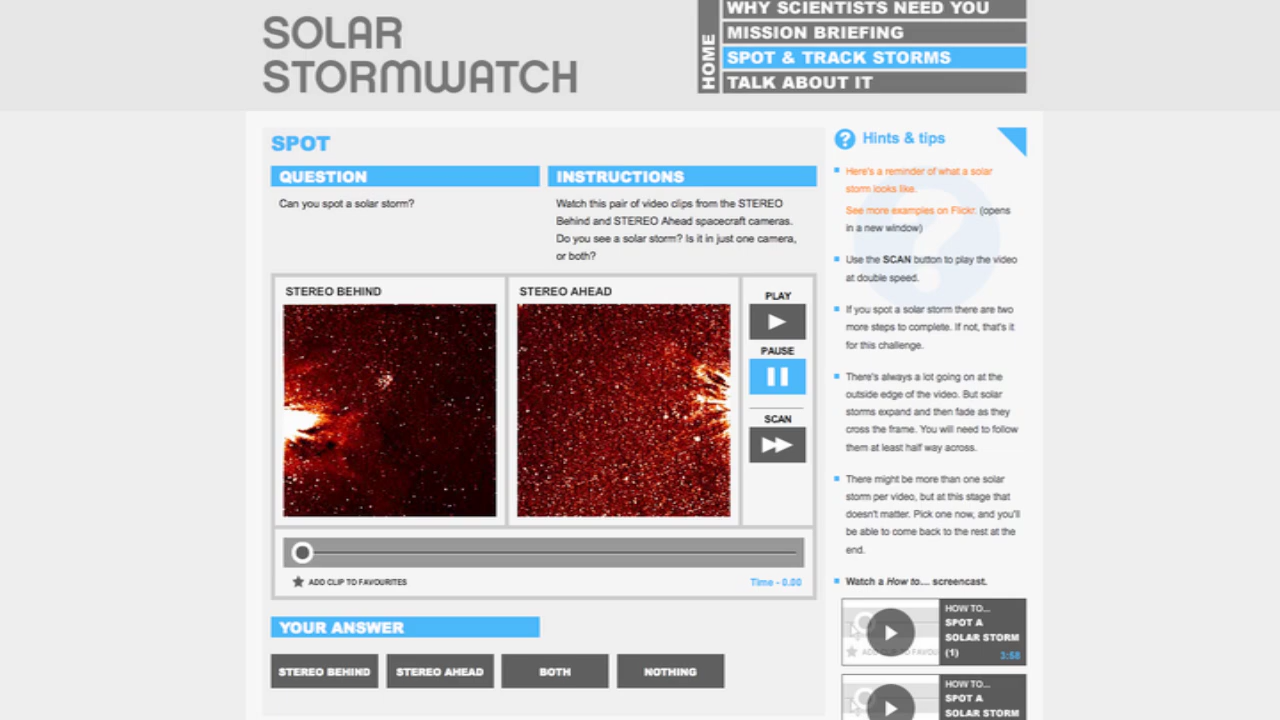 SOLAR
STORMWATCH
HOME
WHY SCIENTISTS NEED YOU
MISSION BRIEFING
SPOT & TRACK STORMS
TALK ABOUT IT
SPOT
QUESTION
Can you spot a solar storm?
INSTRUCTIONS
Watch this pair of video clips from the STEREO
Behind and STEREO Ahead spacecraft cameras.
Do you see a solar storm? Is it in just one camera,
or both?
STEREO BEHIND
STEREO AHEAD
PLAY
PAUSE
SCAN
ADD CLIP TO FAVOURITES
Time - 0.00
YOUR ANSWER
STEREO BEHIND
STEREO AHEAD
BOTH
NOTHING
? Hints & tips
Here's a reminder of what a solar
storm looks like.
See more examples on Flickr. (opens
in a new window)
Use the SCAN button to play the video
at double speed.
If you spot a solar storm there are two
more steps to complete. If not, that's it
for this challenge.
There's always a lot going on at the
outside edge of the video. But solar
storms expand and then fade as they
cross the frame. You will need to follow
them at least half way across.
There might be more than one solar
storm per video, but at this stage that
doesn't matter. Pick one now, and you'll
be able to come back to the rest at the
end.
Watch a How to.... screencast.
ADD CLIP TO FAVOU
HOW TO...
SPOT A
SOLAR STORM
(1)
3:58
HOW TO...
SPOT A
SOLAR STORM